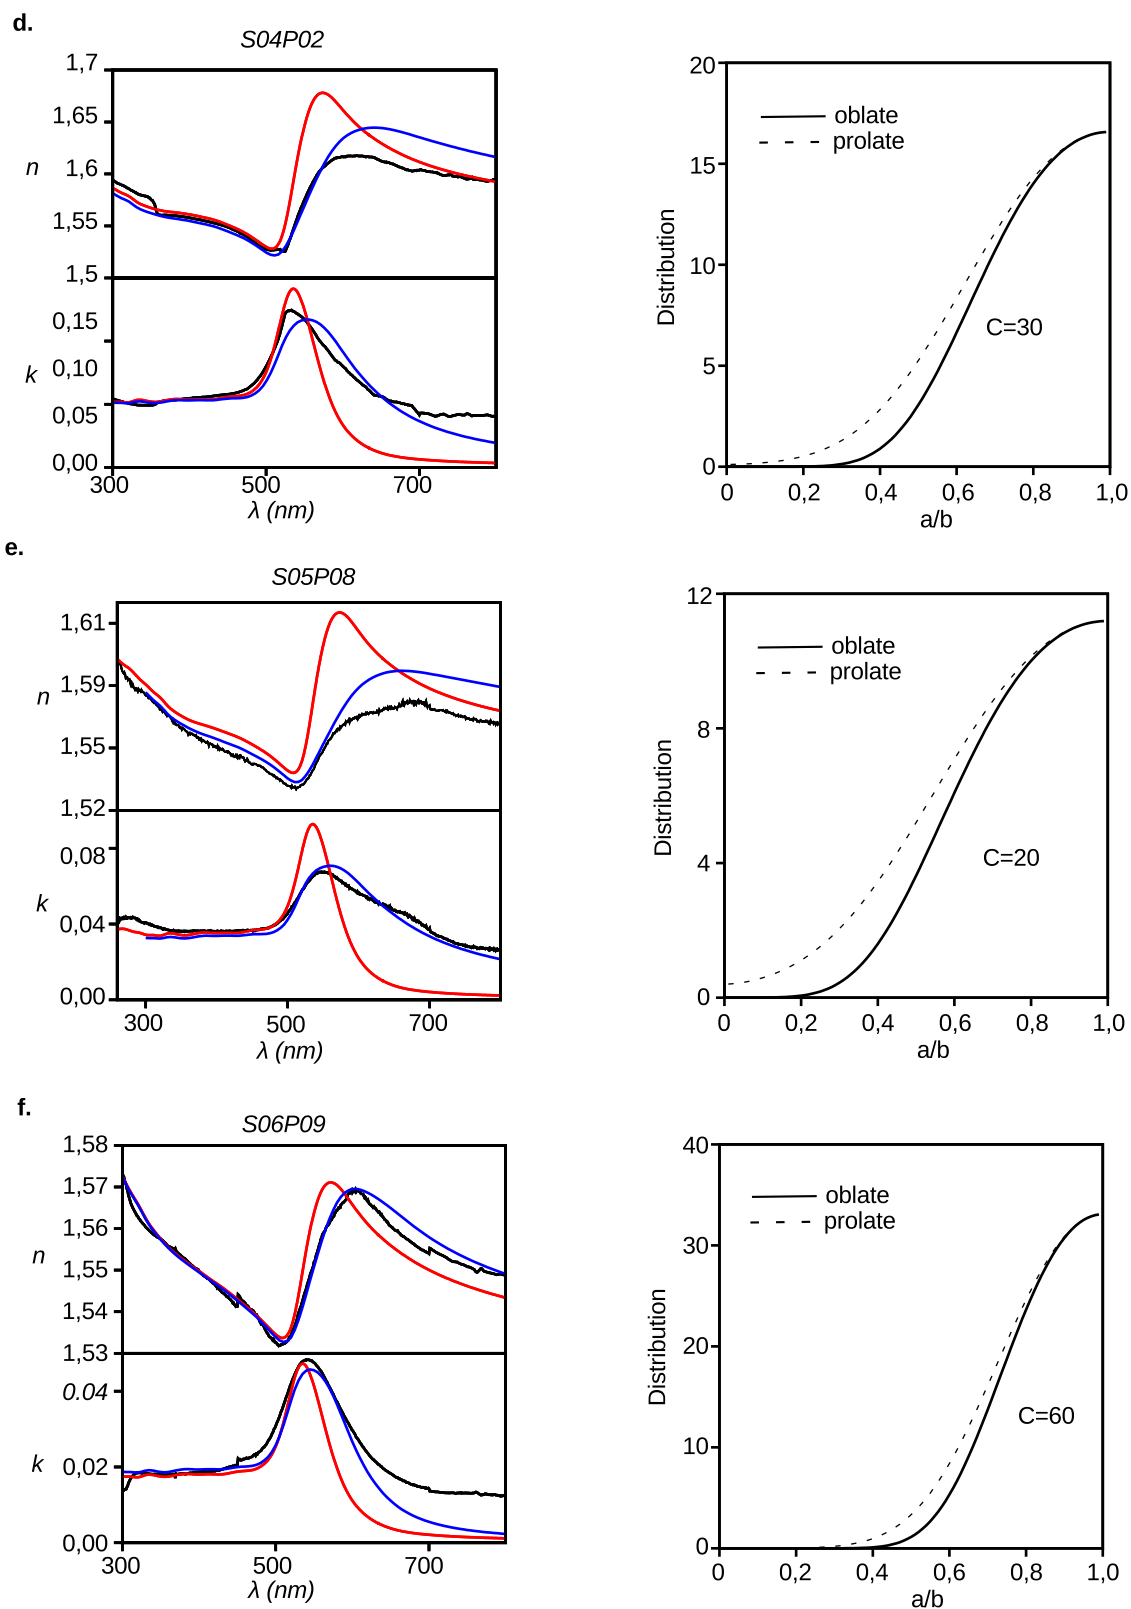 d.
S04P02
1,7
1,65
n
1,6
1,55
1,5
0,15
k
0,10
0,05
0,00
300
500
700
λ (nm)
20
15
10
5
0
Distribution
oblate
prolate
C=30
0
0,2
0,4
0,6
0,8
1,0
a/b
e.
S05P08
1,61
1.59
n
1,55
1,52
0,08
k
0.04
0,00
300
500
700
λ (nm)
12
8
4
0
Distribution
oblate
prolate
C=20
0
0,2
0,4
0,6
0,8
1,0
a/b
f.
S06P09
1,58
1,57
1,56
n
1,55
1,54
1,53
0.04
k
0,02
0,00
300
500
700
λ (nm)
40
30
20
10
0
Distribution
oblate
prolate
C=60
0
0,2
0,4
0,6
0,8
1,0
a/b